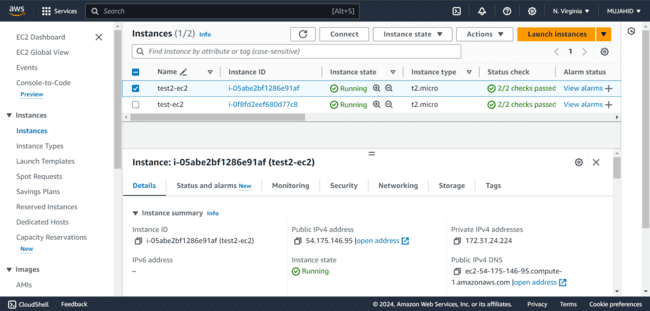 aws Services Search [Alt+S] N. Virginia MUJAHID
EC2 Dashboard
EC2 Global View
Events
Console-to-Code
Preview
Instances
Instances
Instance Types
Launch Templates
Spot Requests
Savings Plans
Reserved Instances
Dedicated Hosts
Capacity Reservations
New
Images
AMIs
Instances (1/2) Info
Connect Instance state Actions Launch instances
Find Instance by attribute or tag (case-sensitive)
1
Name Instance ID Instance state Instance type Status check Alarm status
test2-ec2 i-05abe2bf1286e91af Running t2.micro 2/2 checks passed View alarms
test-ec2 i-0f8fd2eef680d77c8 Running t2.micro 2/2 checks passed View alarms
Instance: i-05abe2bf1286e91af (test2-ec2)
Details Status and alarms New Monitoring Security Networking Storage Tags
Instance summary Info
Instance ID
i-05abe2bf1286e91af (test2-ec2)
Public IPv4 address
54.175.146.95 |open address
Private IPv4 addresses
172.31.24.224
IPv6 address
–
Instance state
Running
Public IPv4 DNS
ec2-54-175-146-95.compute-
1.amazonaws.com |open address
CloudShell Feedback © 2024, Amazon Web Services, Inc. or its affiliates. Privacy Terms Cookie preferences